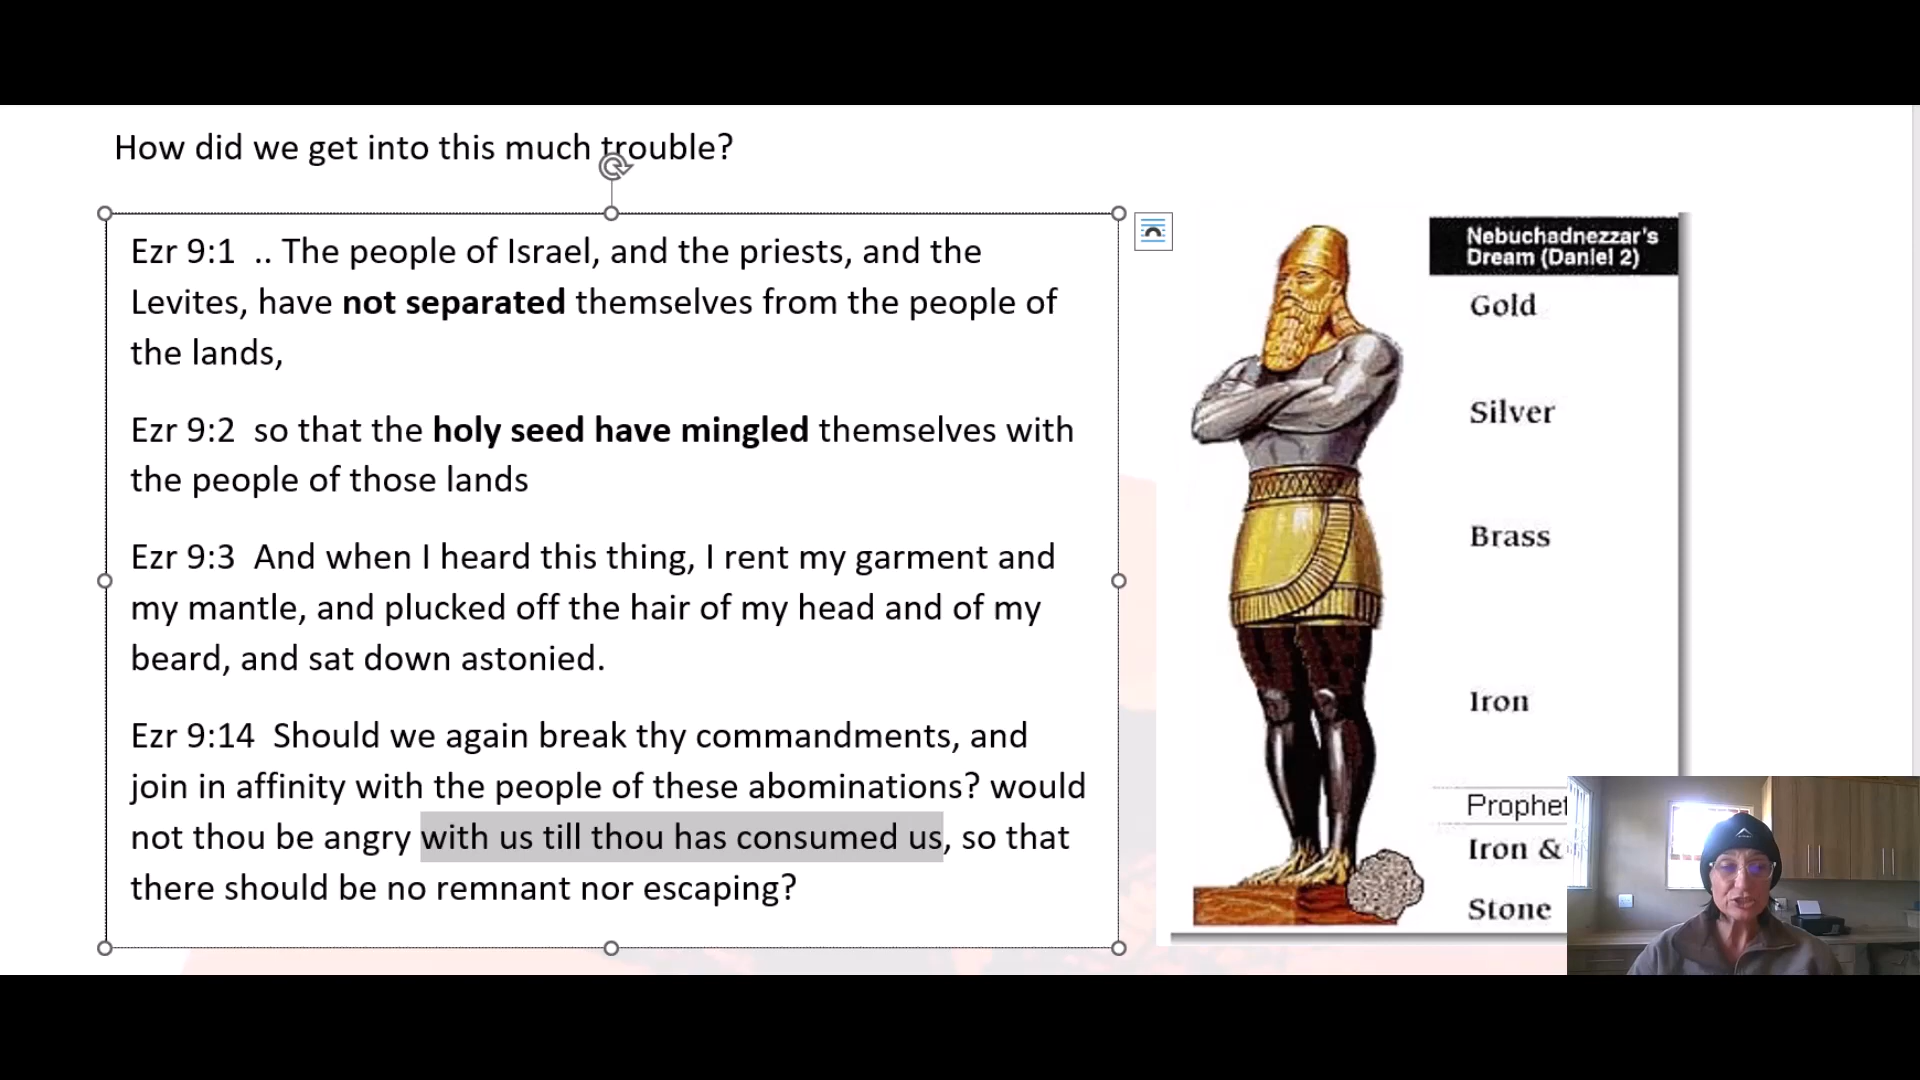 How did we get into this much trouble?
Ezr 9:1  .. The people of Israel, and the priests, and the
Levites, have not separated themselves from the people of
the lands,
Ezr 9:2  so that the holy seed have mingled themselves with
the people of those lands
Ezr 9:3  And when I heard this thing, I rent my garment and
my mantle, and plucked off the hair of my head and of my
beard, and sat down astonied.
Ezr 9:14  Should we again break thy commandments, and
join in affinity with the people of these abominations? would
not thou be angry with us till thou has consumed us, so that
there should be no remnant nor escaping?
Nebuchadnezzar's
Dream (Daniel 2)
Gold
Silver
Brass
Iron
Prophet
Iron &
Stone